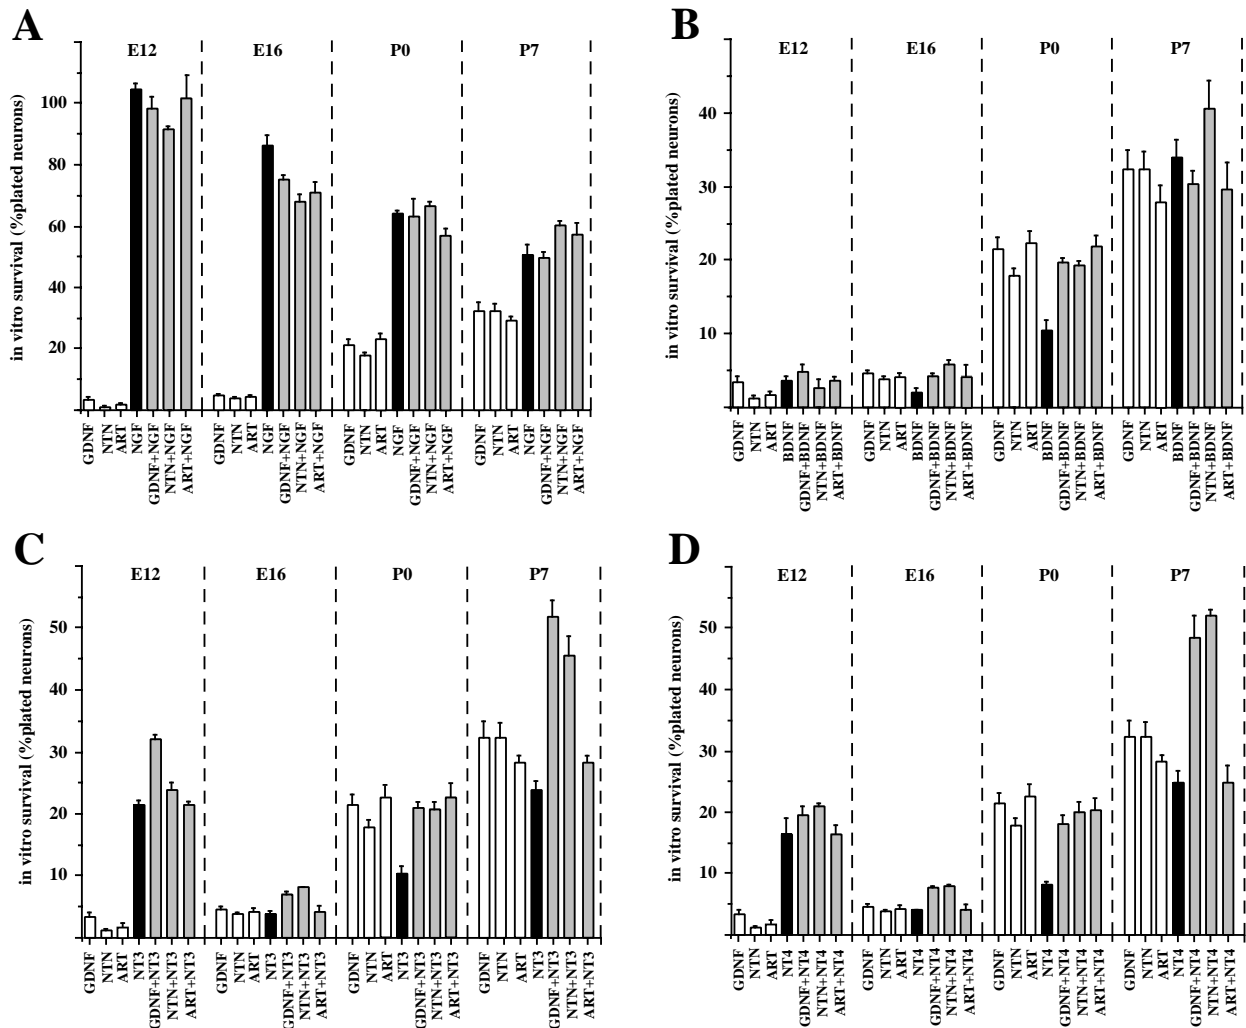 A
E12 E16 P0 P7
in vitro survival (%plated neurons)
100
80
60
40
20
GDNF NTN ART NGF GDNF+NGF NTN+NGF ART+NGF GDNF NTN ART NGF GDNF+NGF NTN+NGF ART+NGF GDNF NTN ART NGF GDNF+NGF NTN+NGF ART+NGF GDNF NTN ART NGF GDNF+NGF NTN+NGF ART+NGF
B
E12 E16 P0 P7
in vitro survival (%plated neurons)
40
30
20
10
GDNF NTN ART BDNF GDNF+BDNF NTN+BDNF ART+BDNF GDNF NTN ART BDNF GDNF+BDNF NTN+BDNF ART+BDNF GDNF NTN ART BDNF GDNF+BDNF NTN+BDNF ART+BDNF GDNF NTN ART BDNF GDNF+BDNF NTN+BDNF ART+BDNF
C
E12 E16 P0 P7
in vitro survival (%plated neurons)
50
40
30
20
10
GDNF NTN ART NT3 GDNF+NT3 NTN+NT3 ART+NT3 GDNF NTN ART NT3 GDNF+NT3 NTN+NT3 ART+NT3 GDNF NTN ART NT3 GDNF+NT3 NTN+NT3 ART+NT3 GDNF NTN ART NT3 GDNF+NT3 NTN+NT3 ART+NT3
D
E12 E16 P0 P7
in vitro survival (%plated neurons)
50
40
30
20
10
GDNF NTN ART NT4 GDNF+NT4 NTN+NT4 ART+NT4 GDNF NTN ART NT4 GDNF+NT4 NTN+NT4 ART+NT4 GDNF NTN ART NT4 GDNF+NT4 NTN+NT4 ART+NT4 GDNF NTN ART NT4 GDNF+NT4 NTN+NT4 ART+NT4